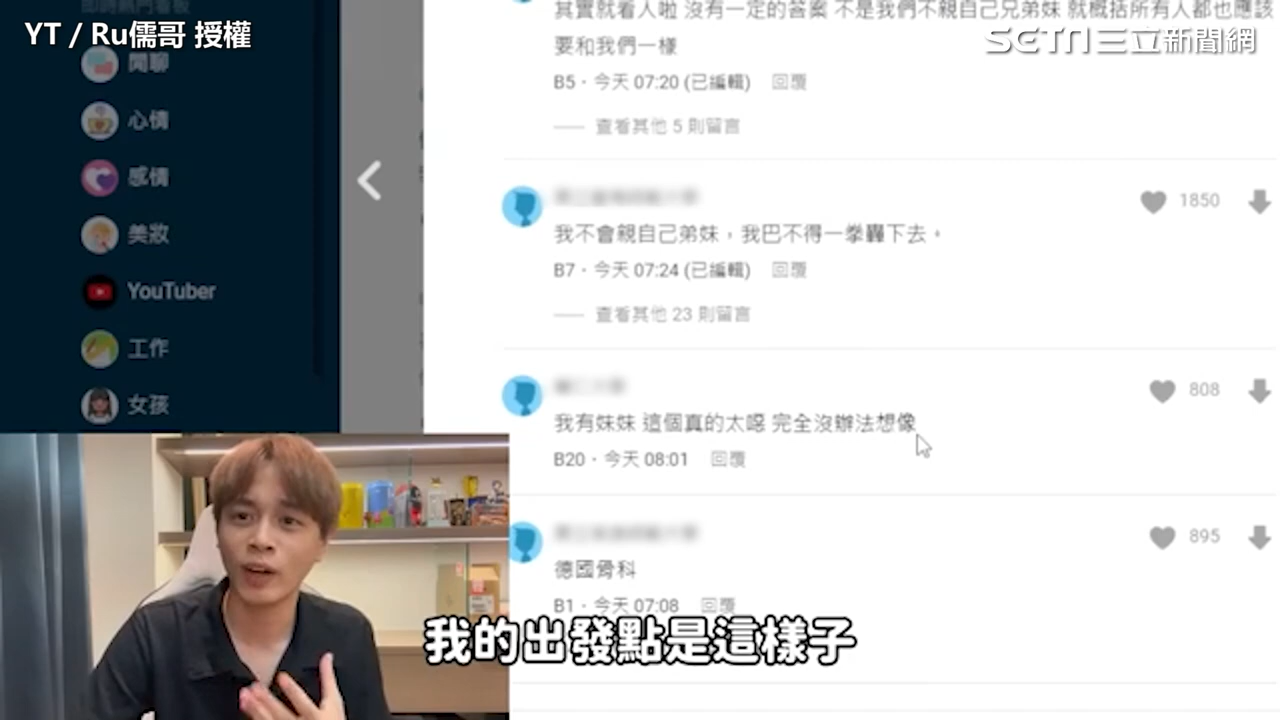 YT / Ru儒哥 授權
SETN三立新聞網
即時熱門看板
閒聊
心情
感情
美妝
YouTuber
工作
女孩
其實就看人啦 沒有一定的答案 不是我們不親自己兄弟妹 就概括所有人都也應該
要和我們一樣
B5・今天 07:20 (已編輯) 回覆
查看其他 5 則留言
1850
我不會親自己弟妹，我巴不得一拳轟下去。
B7・今天 07:24 (已編輯) 回覆
查看其他 23 則留言
808
我有妹妹 這個真的太噁 完全沒辦法想像
B20・今天 08:01 回覆
895
德國骨科
B1・今天 07:08 回覆
我的出發點是這樣子